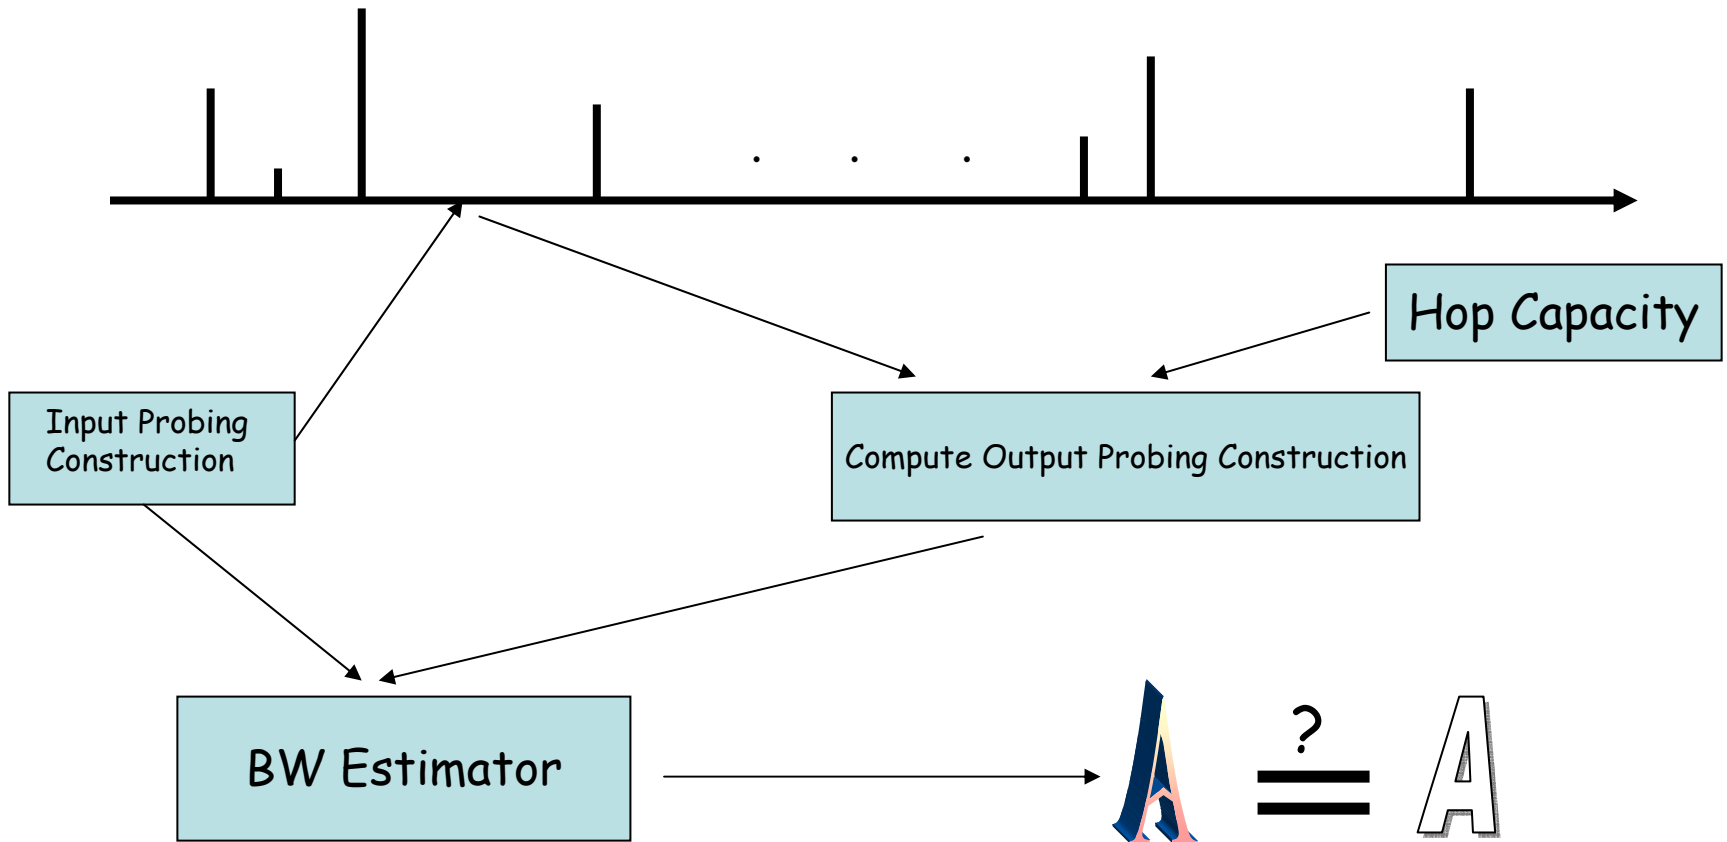 . . .
Hop Capacity
Input Probing
Construction
Compute Output Probing Construction
BW Estimator
A ? = A